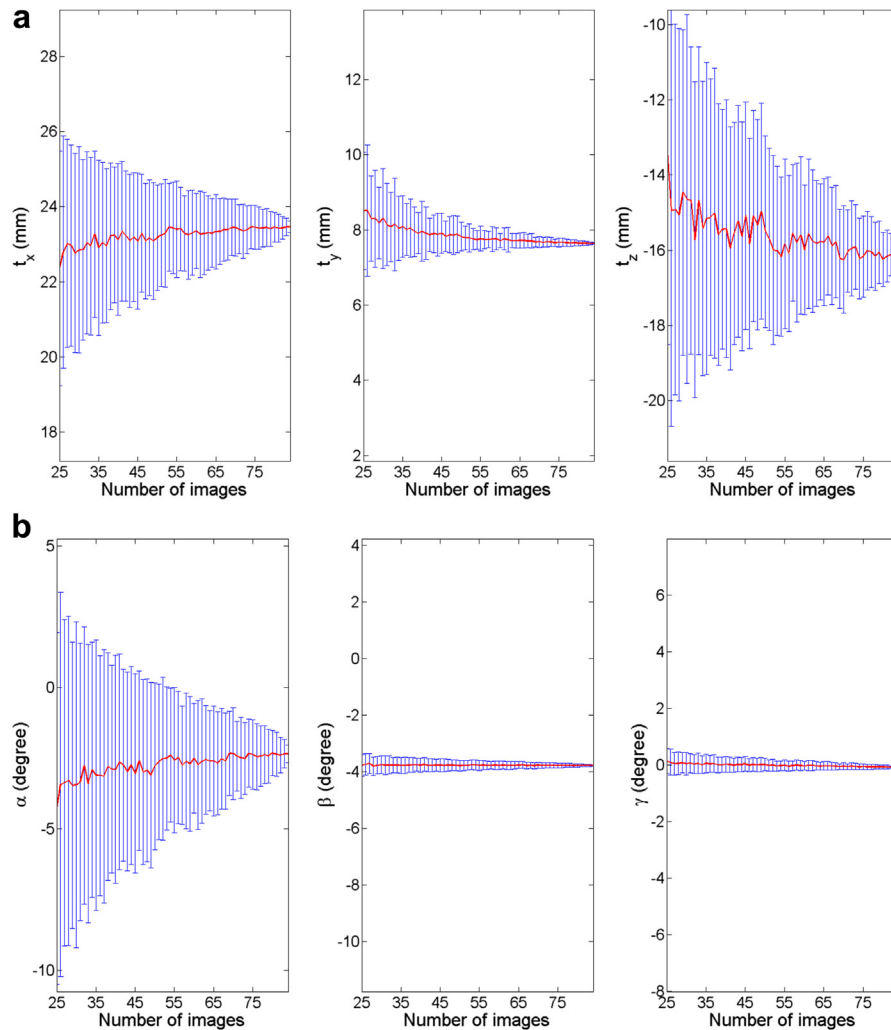 a
28
26
24
22
20
18
t_x (mm)
25 35 45 55 65 75
Number of images
12
10
8
6
4
2
t_y (mm)
25 35 45 55 65 75
Number of images
-10
-12
-14
-16
-18
-20
t_z (mm)
25 35 45 55 65 75
Number of images
b
5
0
-5
-10
α (degree)
25 35 45 55 65 75
Number of images
4
2
0
-2
-4
-6
-8
-10
β (degree)
25 35 45 55 65 75
Number of images
6
4
2
0
-2
-4
-6
-8
γ (degree)
25 35 45 55 65 75
Number of images